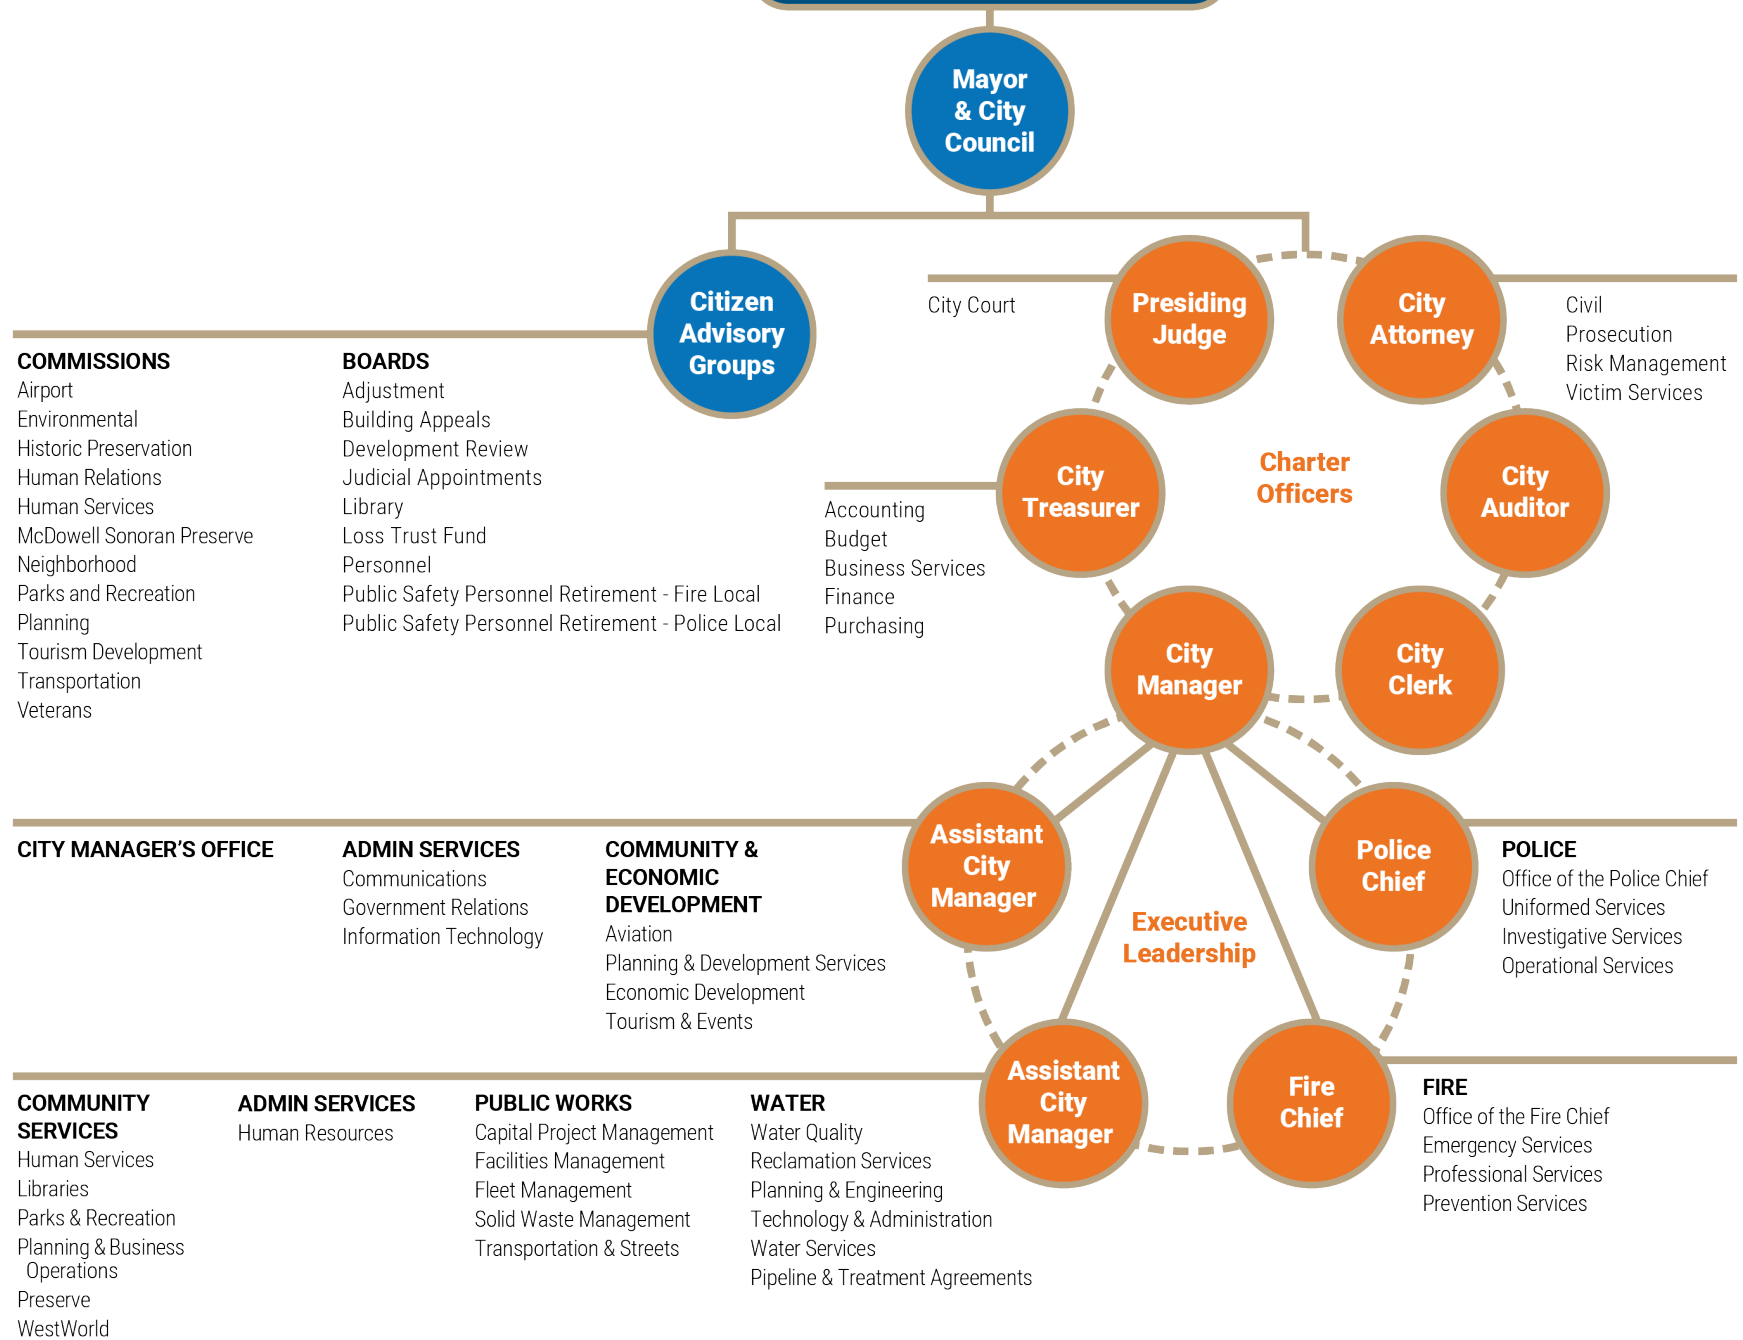 Mayor
& City
Council
Citizen
Advisory
Groups
COMMISSIONS
Airport
Environmental
Historic Preservation
Human Relations
Human Services
McDowell Sonoran Preserve
Neighborhood
Parks and Recreation
Planning
Tourism Development
Transportation
Veterans
BOARDS
Adjustment
Building Appeals
Development Review
Judicial Appointments
Library
Loss Trust Fund
Personnel
Public Safety Personnel Retirement - Fire Local
Public Safety Personnel Retirement - Police Local
Charter
Officers
Presiding
Judge
City Court
City
Attorney
Civil
Prosecution
Risk Management
Victim Services
City
Treasurer
Accounting
Budget
Business Services
Finance
Purchasing
City
Auditor
City
Manager
City
Clerk
Executive
Leadership
Assistant
City
Manager
CITY MANAGER’S OFFICE
ADMIN SERVICES
Communications
Government Relations
Information Technology
COMMUNITY &
ECONOMIC
DEVELOPMENT
Aviation
Planning & Development Services
Economic Development
Tourism & Events
Police
Chief
POLICE
Office of the Police Chief
Uniformed Services
Investigative Services
Operational Services
Assistant
City
Manager
COMMUNITY
SERVICES
Human Services
Libraries
Parks & Recreation
Planning & Business
Operations
Preserve
WestWorld
ADMIN SERVICES
Human Resources
PUBLIC WORKS
Capital Project Management
Facilities Management
Fleet Management
Solid Waste Management
Transportation & Streets
WATER
Water Quality
Reclamation Services
Planning & Engineering
Technology & Administration
Water Services
Pipeline & Treatment Agreements
Fire
Chief
FIRE
Office of the Fire Chief
Emergency Services
Professional Services
Prevention Services